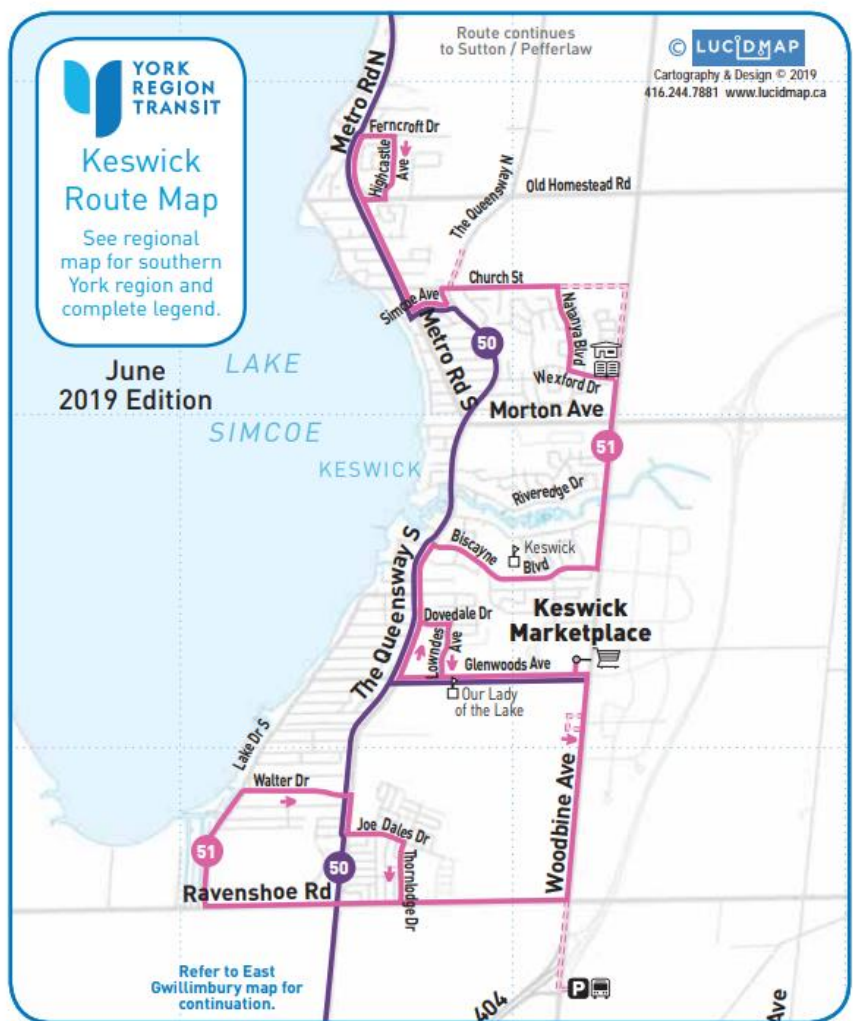 YORK
REGION
TRANSIT
Keswick
Route Map
See regional
map for southern
York region and
complete legend.
June
2019 Edition
Route continues
to Sutton / Pefferlaw
© LUCIDMAP
Cartography & Design © 2019
416.244.7881 www.lucidmap.ca
Metro Rd N
Ferncroft Dr
Highcastle
Ave
The Queensway N
Old Homestead Rd
Church St
Simcoe Ave
Metro Rd S
50
Natanya Blvd
Wexford Dr
LAKE
SIMCOE
KESWICK
Morton Ave
51
Riveredge Dr
Biscayne
Blvd
Keswick
The Queensway S
Dovedale Dr
Lowndes
Ave
Keswick
Marketplace
Glenwoods Ave
Our Lady
of the Lake
Lake Dr S
Walter Dr
Joe Dales Dr
Woodbine Ave
51
50
Thornlodge Dr
Ravenshoe Rd
Refer to East
Gwillimbury map for
continuation.
404
P
Ave